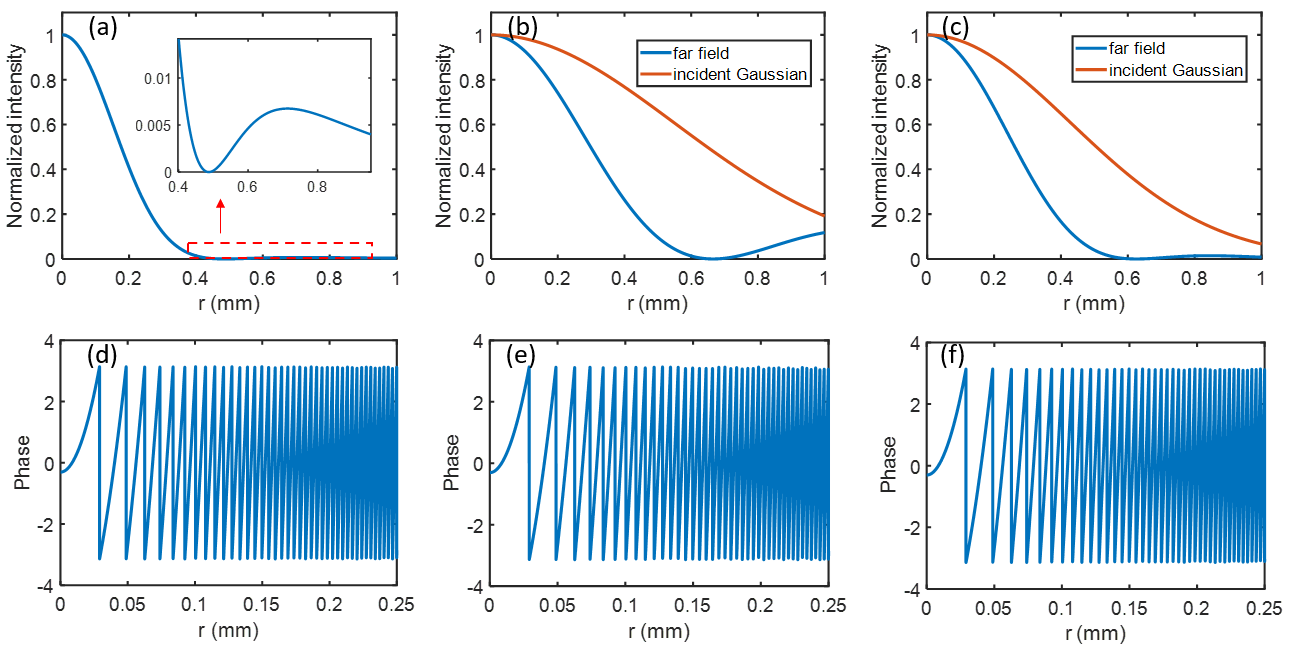 (a)
Normalized intensity
1
0.8
0.6
0.4
0.2
0
0 0.2 0.4 0.6 0.8 1
r (mm)
0.01
0.005
0
0.4 0.6 0.8
(b)
Normalized intensity
1
0.8
0.6
0.4
0.2
0
0 0.2 0.4 0.6 0.8 1
r (mm)
far field
incident Gaussian
(c)
Normalized intensity
1
0.8
0.6
0.4
0.2
0
0 0.2 0.4 0.6 0.8 1
r (mm)
far field
incident Gaussian
(d)
Phase
4
2
0
-2
-4
0 0.05 0.1 0.15 0.2 0.25
r (mm)
(e)
Phase
4
2
0
-2
-4
0 0.05 0.1 0.15 0.2 0.25
r (mm)
(f)
Phase
4
2
0
-2
-4
0 0.05 0.1 0.15 0.2 0.25
r (mm)